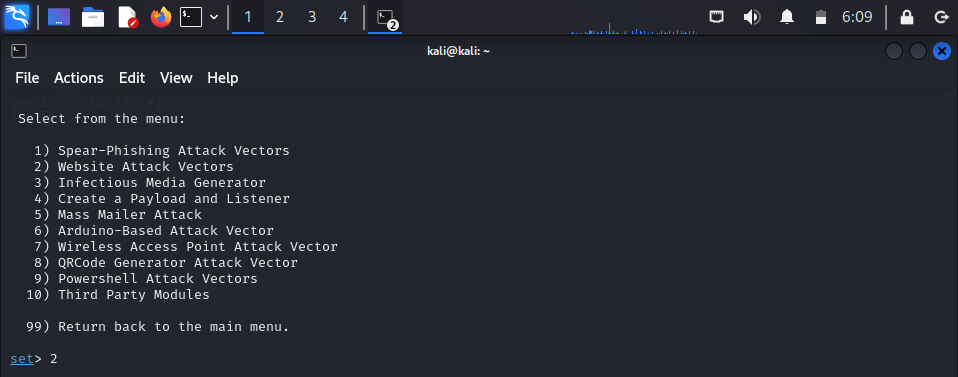 1 2 3 4 2 6:09
kali@kali: ~
File Actions Edit View Help
Select from the menu:
1) Spear-Phishing Attack Vectors
2) Website Attack Vectors
3) Infectious Media Generator
4) Create a Payload and Listener
5) Mass Mailer Attack
6) Arduino-Based Attack Vector
7) Wireless Access Point Attack Vector
8) QRCode Generator Attack Vector
9) Powershell Attack Vectors
10) Third Party Modules
99) Return back to the main menu.
set> 2